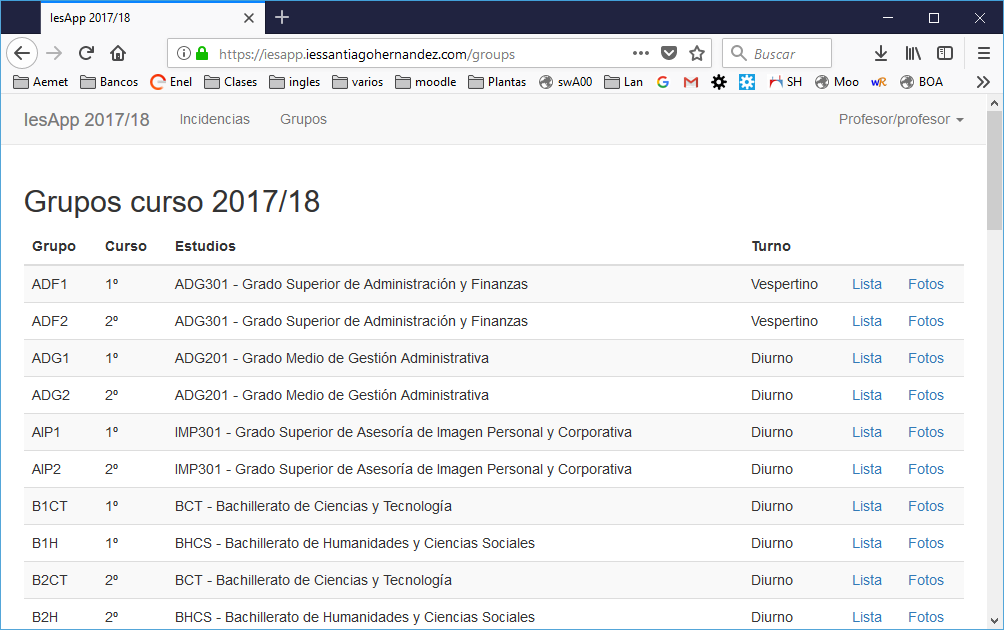 IesApp 2017/18
https://iesapp.iessantiagohernandez.com/groups
Buscar
Aemet Bancos Enel Clases ingles varios moodle Plantas swA00 Lan SH Moo BOA
IesApp 2017/18 Incidencias Grupos Profesor/profesor
Grupos curso 2017/18
Grupo Curso Estudios Turno
ADF1 1º ADG301 - Grado Superior de Administración y Finanzas Vespertino Lista Fotos
ADF2 2º ADG301 - Grado Superior de Administración y Finanzas Vespertino Lista Fotos
ADG1 1º ADG201 - Grado Medio de Gestión Administrativa Diurno Lista Fotos
ADG2 2º ADG201 - Grado Medio de Gestión Administrativa Diurno Lista Fotos
AIP1 1º IMP301 - Grado Superior de Asesoría de Imagen Personal y Corporativa Diurno Lista Fotos
AIP2 2º IMP301 - Grado Superior de Asesoría de Imagen Personal y Corporativa Diurno Lista Fotos
B1CT 1º BCT - Bachillerato de Ciencias y Tecnología Diurno Lista Fotos
B1H 1º BHCS - Bachillerato de Humanidades y Ciencias Sociales Diurno Lista Fotos
B2CT 2º BCT - Bachillerato de Ciencias y Tecnología Diurno Lista Fotos
B2H 2º BHCS - Bachillerato de Humanidades y Ciencias Sociales Diurno Lista Fotos